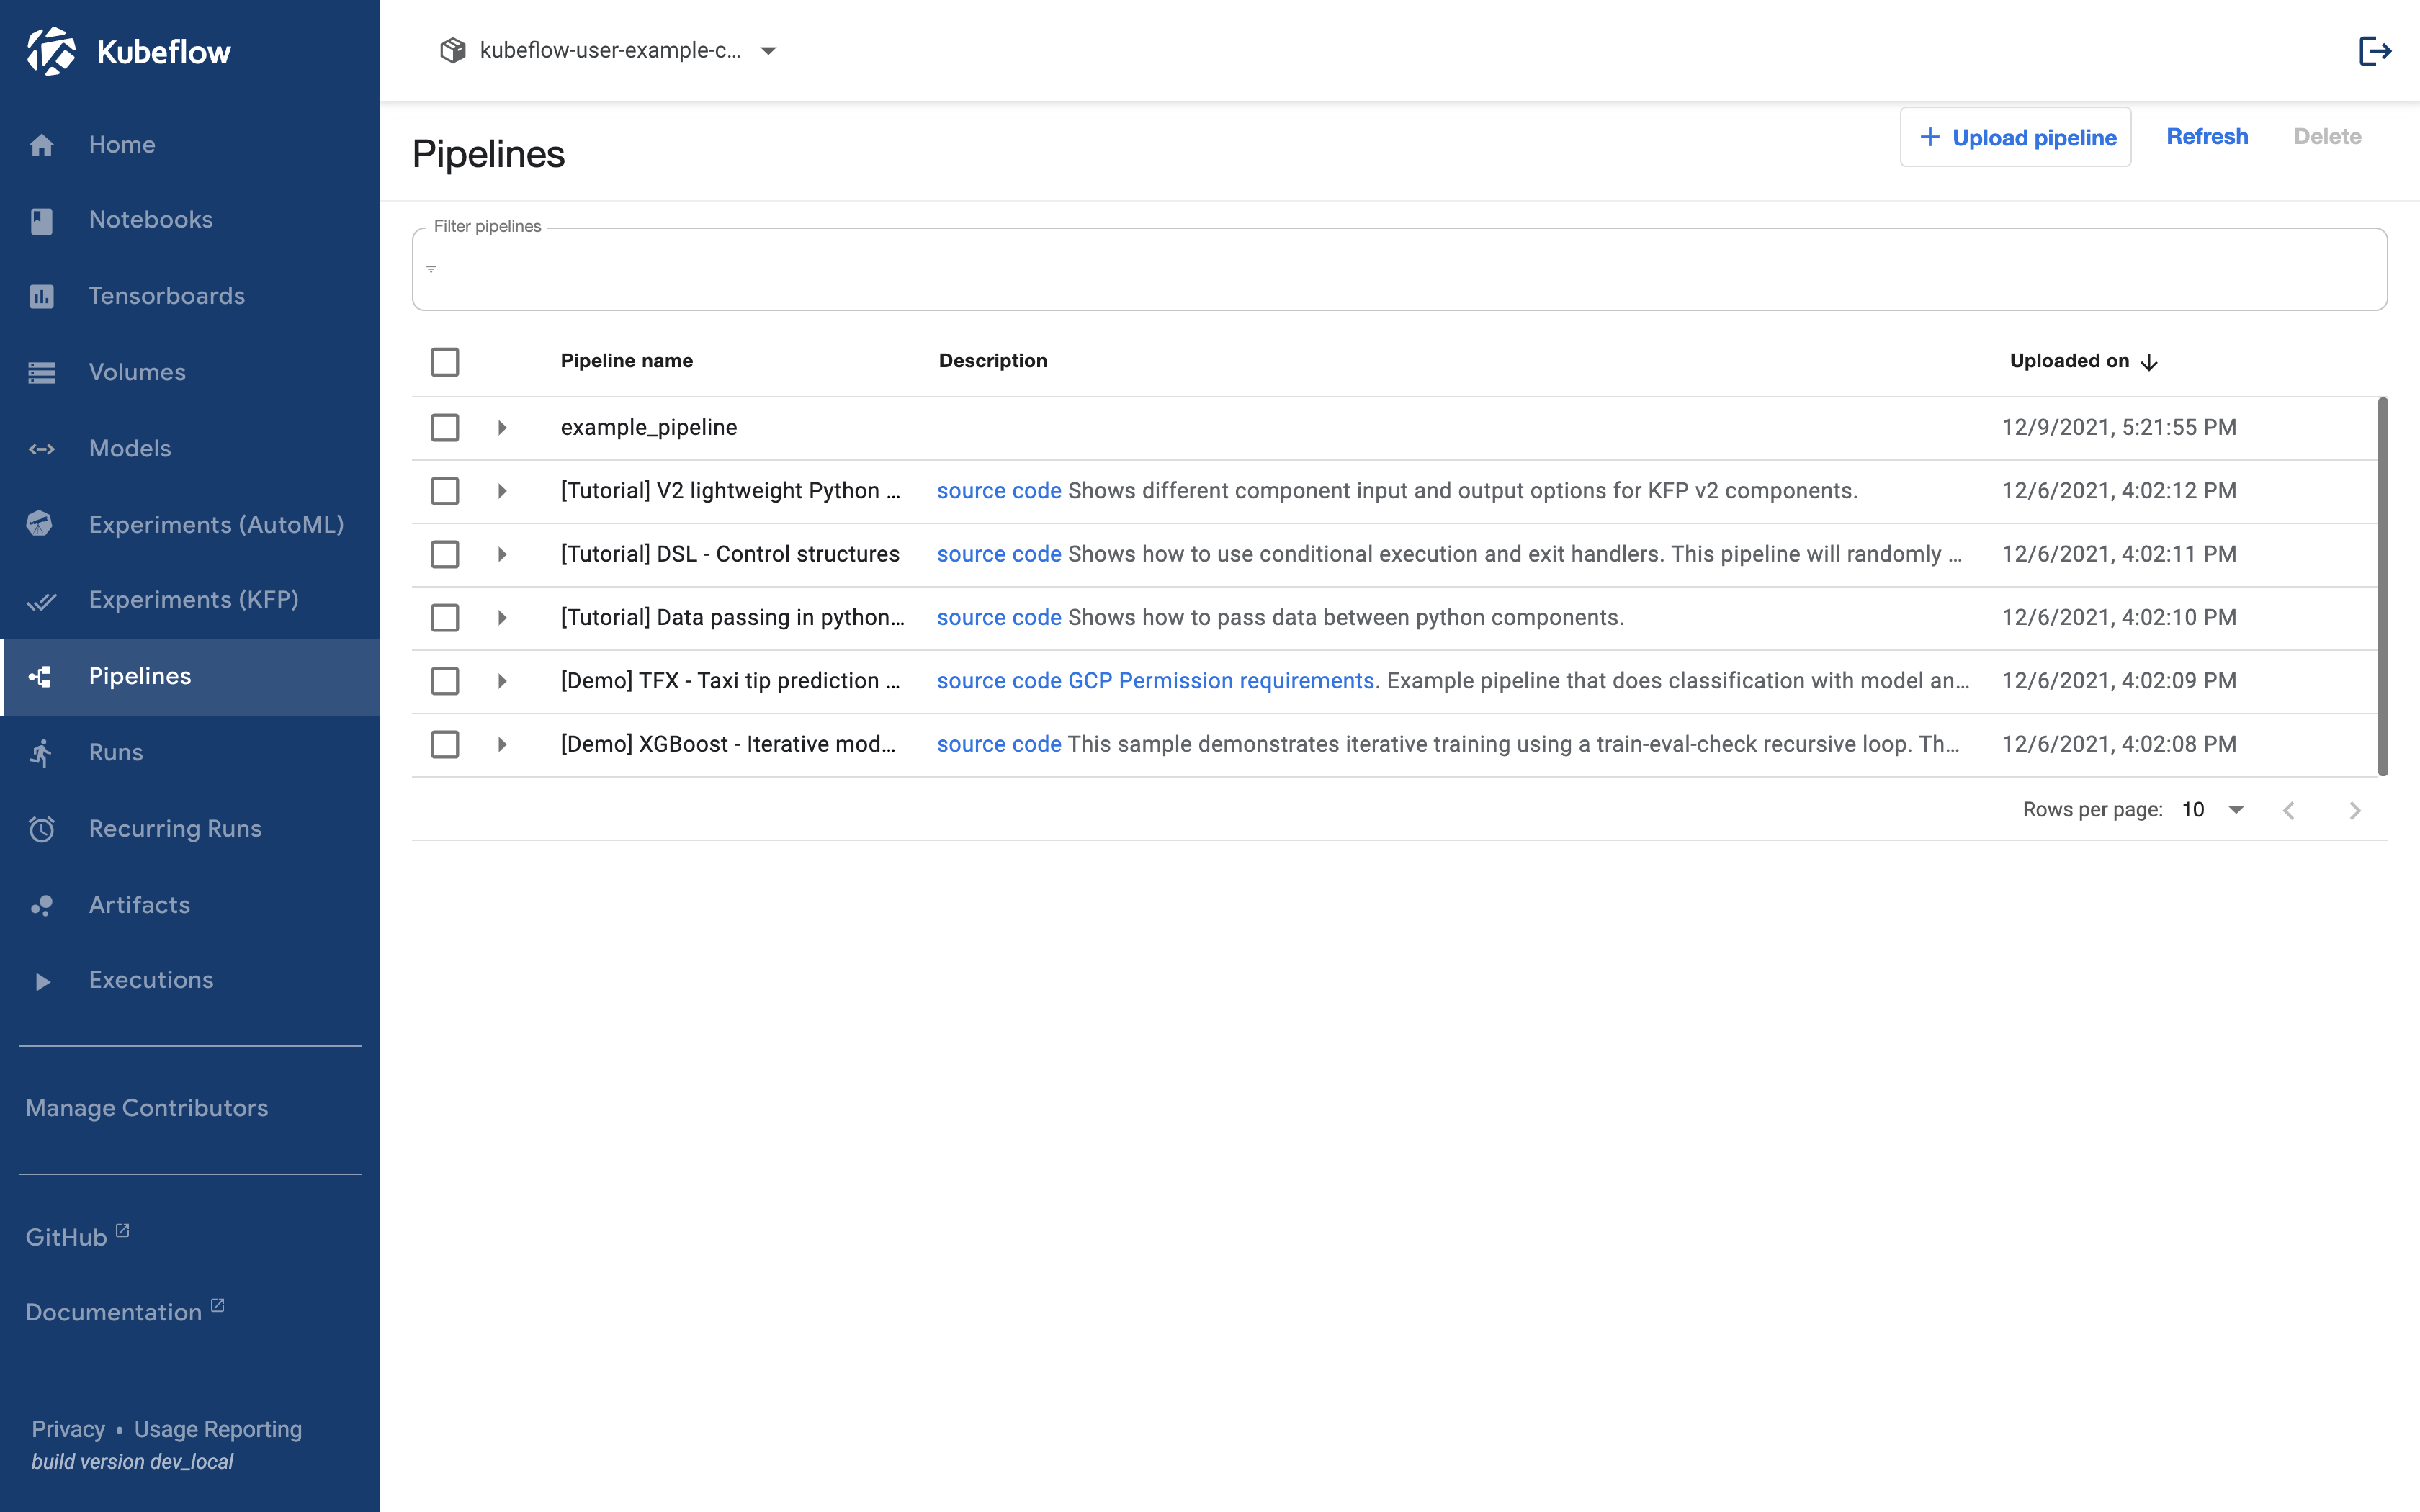 Kubeflow
kubeflow-user-example-c...
Home
Notebooks
Tensorboards
Volumes
Models
Experiments (AutoML)
Experiments (KFP)
Pipelines
Runs
Recurring Runs
Artifacts
Executions
Manage Contributors
GitHub
Documentation
Privacy • Usage Reporting
build version dev_local
Pipelines
+ Upload pipeline Refresh Delete
Filter pipelines
Pipeline name Description Uploaded on
example_pipeline 12/9/2021, 5:21:55 PM
[Tutorial] V2 lightweight Python ... source code Shows different component input and output options for KFP v2 components. 12/6/2021, 4:02:12 PM
[Tutorial] DSL - Control structures source code Shows how to use conditional execution and exit handlers. This pipeline will randomly ... 12/6/2021, 4:02:11 PM
[Tutorial] Data passing in python... source code Shows how to pass data between python components. 12/6/2021, 4:02:10 PM
[Demo] TFX - Taxi tip prediction ... source code GCP Permission requirements. Example pipeline that does classification with model an... 12/6/2021, 4:02:09 PM
[Demo] XGBoost - Iterative mod... source code This sample demonstrates iterative training using a train-eval-check recursive loop. Th... 12/6/2021, 4:02:08 PM
Rows per page: 10